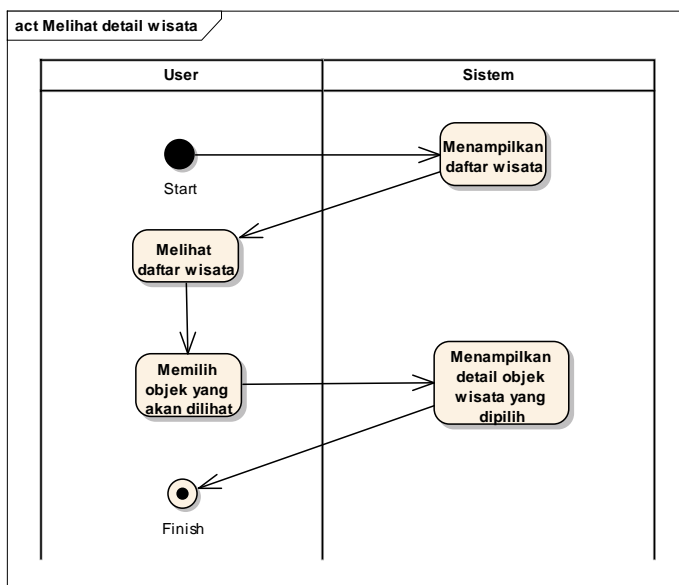 act Melihat detail wisata
User
Sistem
Start
Menampilkan
daftar wisata
Melihat
daftar wisata
Memilih
objek yang
akan dilihat
Menampilkan
detail objek
wisata yang
dipilih
Finish